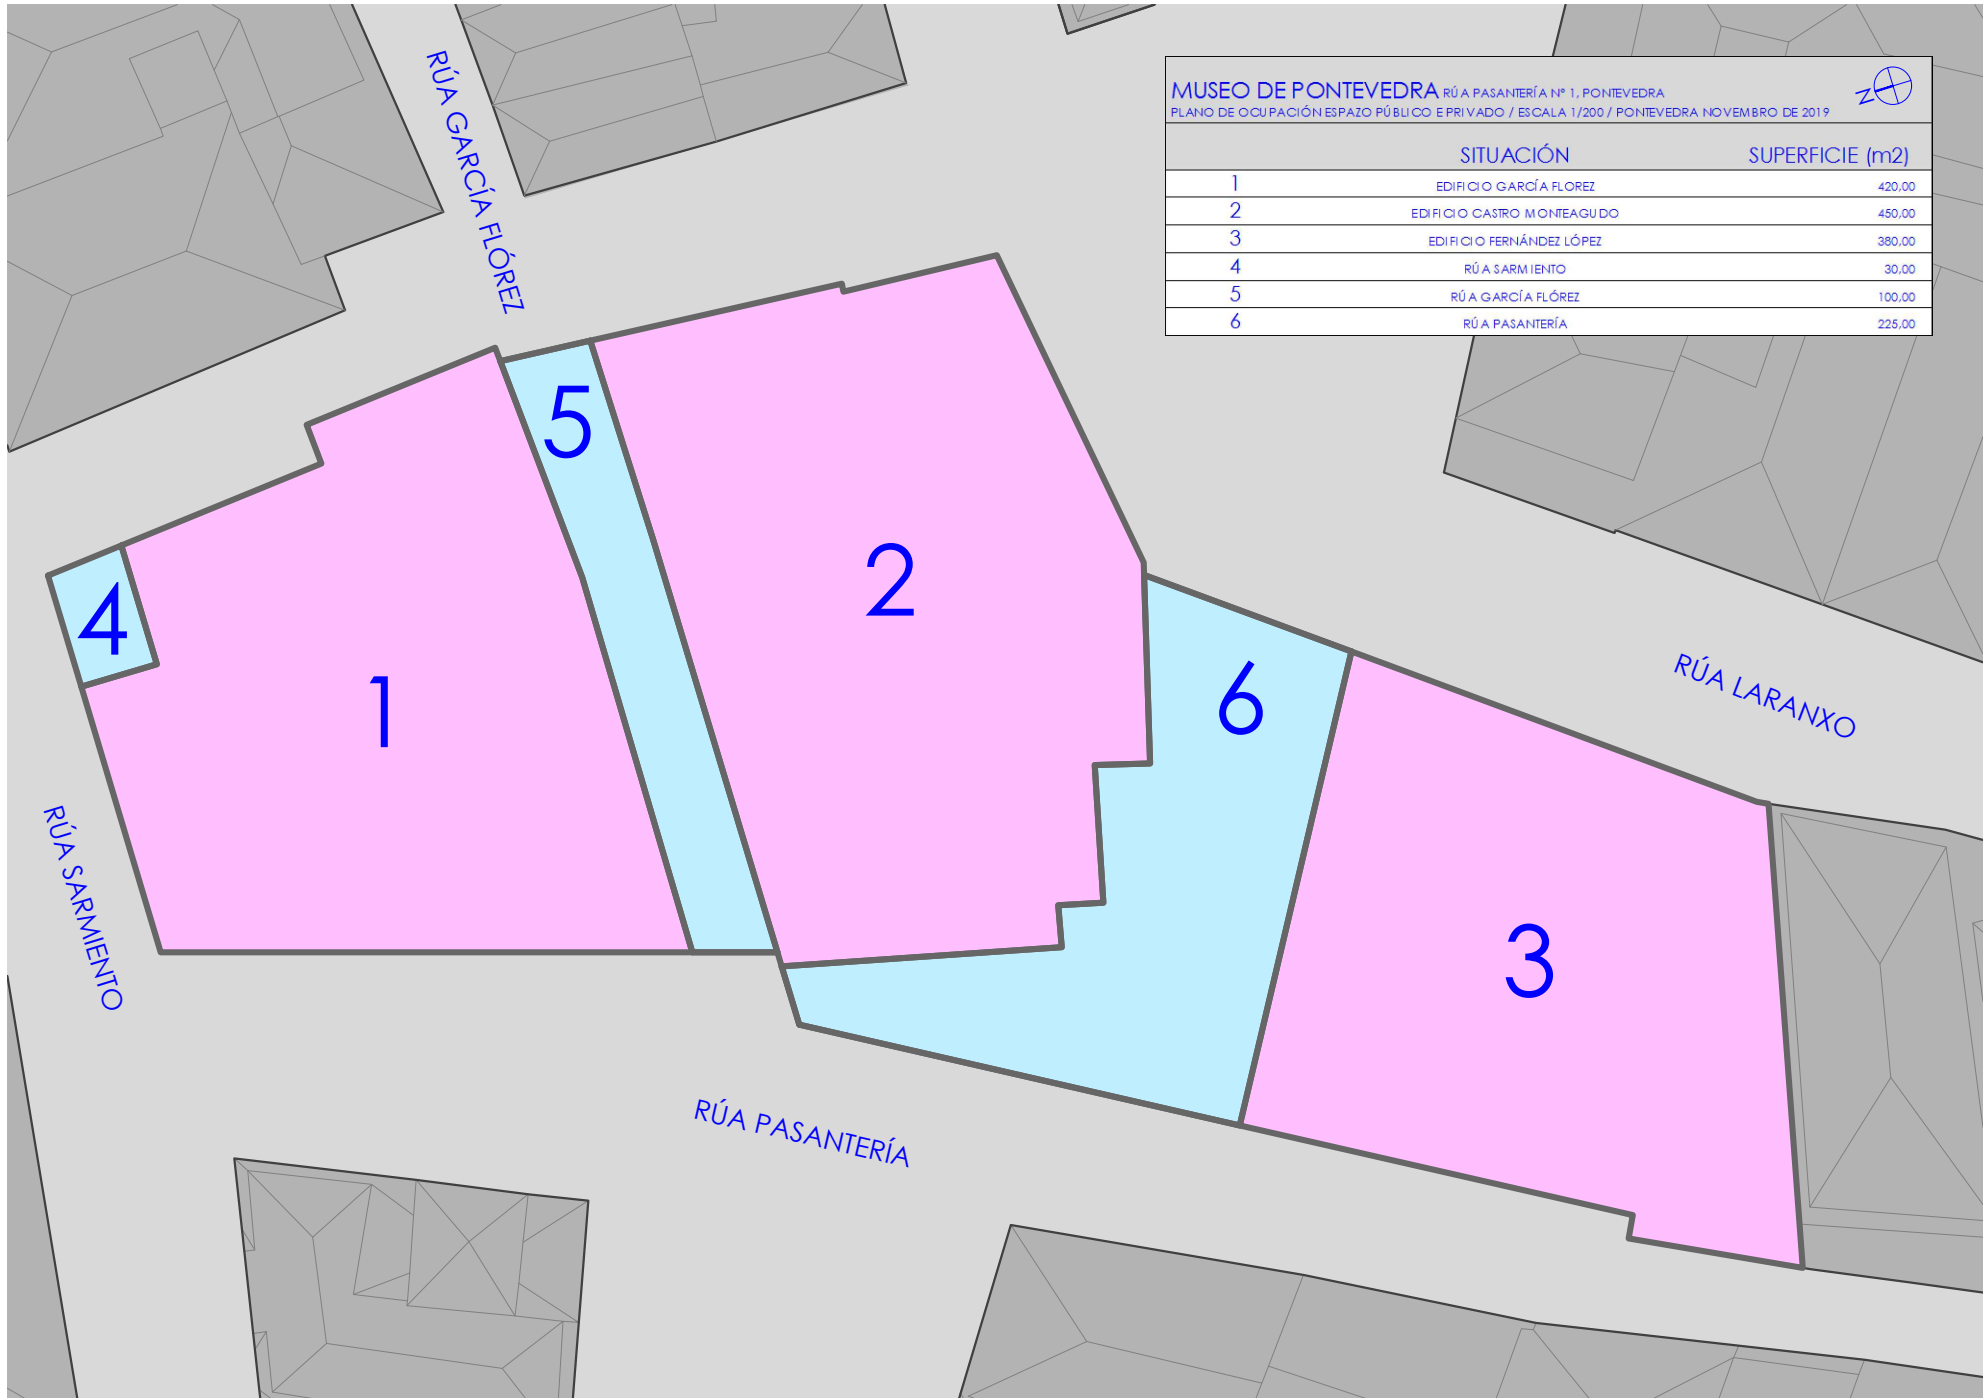 MUSEO DE PONTEVEDRA RÚA PASANTERÍA Nº 1, PONTEVEDRA
PLANO DE OCUPACIÓN ESPAZO PÚBLICO E PRIVADO / ESCALA 1/200 / PONTEVEDRA NOVEMBRO DE 2019
N
SITUACIÓN SUPERFICIE (m2)
1 EDIFICIO GARCÍA FLOREZ 420,00
2 EDIFICIO CASTRO MONTEAGUDO 450,00
3 EDIFICIO FERNÁNDEZ LÓPEZ 380,00
4 RÚA SARMIENTO 30,00
5 RÚA GARCÍA FLÓREZ 100,00
6 RÚA PASANTERÍA 225,00
RÚA GARCÍA FLÓREZ
5
2
4
1
6
3
RÚA LARANXO
RÚA SARMIENTO
RÚA PASANTERÍA